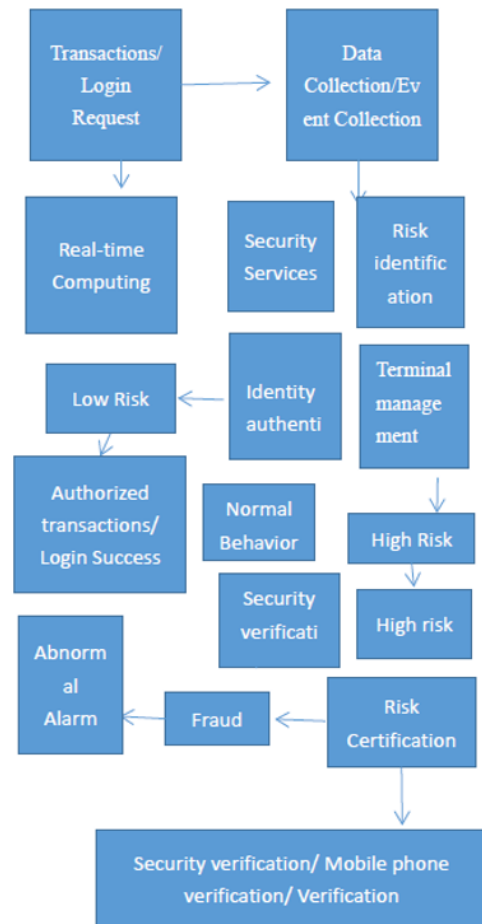 Transactions/
Login
Request
Data
Collection/Ev
ent Collection
Real-time
Computing
Security
Services
Risk
identific
ation
Low Risk
Identity
authenti
Terminal
manage
ment
Authorized
transactions/
Login Success
Normal
Behavior
High Risk
Security
verificati
High risk
Abnorm
al
Alarm
Fraud
Risk
Certification
Security verification/ Mobile phone
verification/ Verification